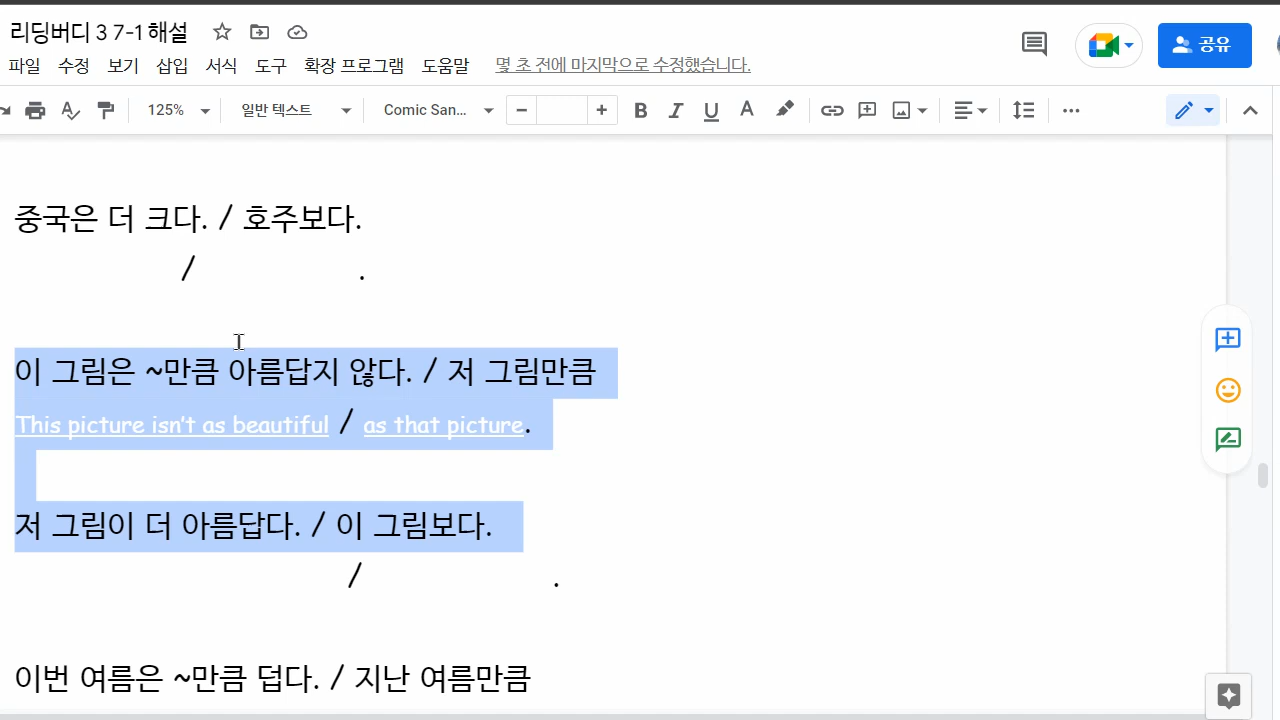 리딩버디 3 7-1 해설
파일 수정 보기 삽입 서식 도구 확장 프로그램 도움말 몇 초 전에 마지막으로 수정했습니다.
공유
125% 일반 텍스트 Comic San... − + B I U A
중국은 더 크다. / 호주보다.
/ .
이 그림은 ~만큼 아름답지 않다. / 저 그림만큼
This picture isn't as beautiful / as that picture.
저 그림이 더 아름답다. / 이 그림보다.
/ .
이번 여름은 ~만큼 덥다. / 지난 여름만큼